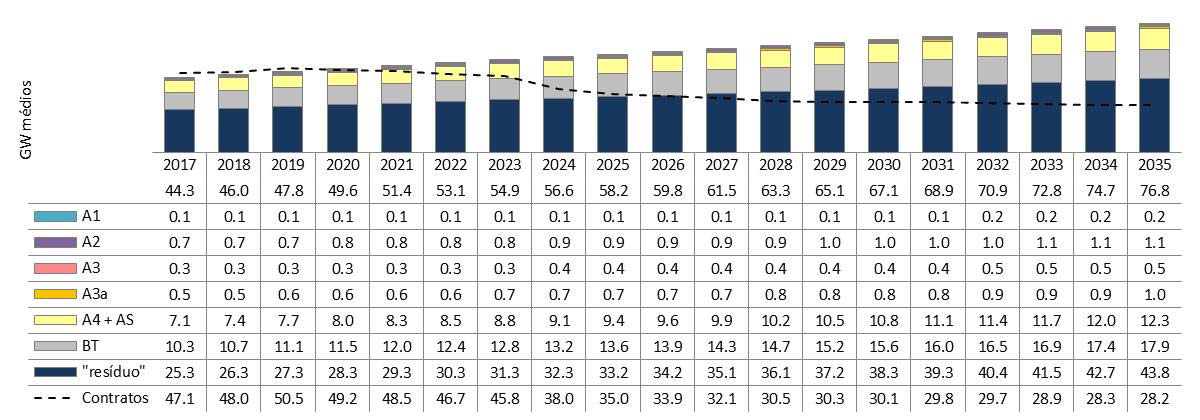 GW médios
2017 2018 2019 2020 2021 2022 2023 2024 2025 2026 2027 2028 2029 2030 2031 2032 2033 2034 2035
44.3 46.0 47.8 49.6 51.4 53.1 54.9 56.6 58.2 59.8 61.5 63.3 65.1 67.1 68.9 70.9 72.8 74.7 76.8
A1 0.1 0.1 0.1 0.1 0.1 0.1 0.1 0.1 0.1 0.1 0.1 0.1 0.1 0.1 0.1 0.2 0.2 0.2 0.2
A2 0.7 0.7 0.7 0.8 0.8 0.8 0.8 0.9 0.9 0.9 0.9 0.9 1.0 1.0 1.0 1.0 1.1 1.1 1.1
A3 0.3 0.3 0.3 0.3 0.3 0.3 0.3 0.4 0.4 0.4 0.4 0.4 0.4 0.4 0.4 0.5 0.5 0.5 0.5
A3a 0.5 0.5 0.6 0.6 0.6 0.6 0.7 0.7 0.7 0.7 0.7 0.8 0.8 0.8 0.8 0.9 0.9 0.9 1.0
A4 + AS 7.1 7.4 7.7 8.0 8.3 8.5 8.8 9.1 9.4 9.6 9.9 10.2 10.5 10.8 11.1 11.4 11.7 12.0 12.3
BT 10.3 10.7 11.1 11.5 12.0 12.4 12.8 13.2 13.6 13.9 14.3 14.7 15.2 15.6 16.0 16.5 16.9 17.4 17.9
"resíduo" 25.3 26.3 27.3 28.3 29.3 30.3 31.3 32.3 33.2 34.2 35.1 36.1 37.2 38.3 39.3 40.4 41.5 42.7 43.8
Contratos 47.1 48.0 50.5 49.2 48.5 46.7 45.8 38.0 35.0 33.9 32.1 30.5 30.3 30.1 29.8 29.7 28.9 28.3 28.2